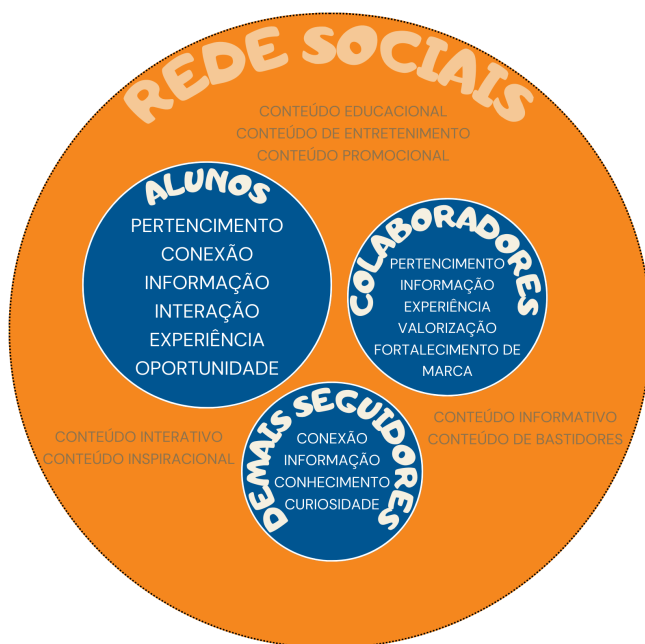 REDE SOCIAIS
CONTEÚDO EDUCACIONAL
CONTEÚDO DE ENTRETENIMENTO
CONTEÚDO PROMOCIONAL
ALUNOS
PERTENCIMENTO
CONEXÃO
INFORMAÇÃO
INTERAÇÃO
EXPERIÊNCIA
OPORTUNIDADE
COLABORADORES
PERTENCIMENTO
INFORMAÇÃO
EXPERIÊNCIA
VALORIZAÇÃO
FORTALECIMENTO DE
MARCA
CONTEÚDO INTERATIVO
CONTEÚDO INSPIRACIONAL
DEMAIS SEGUIDORES
CONEXÃO
INFORMAÇÃO
CONHECIMENTO
CURIOSIDADE
CONTEÚDO INFORMATIVO
CONTEÚDO DE BASTIDORES